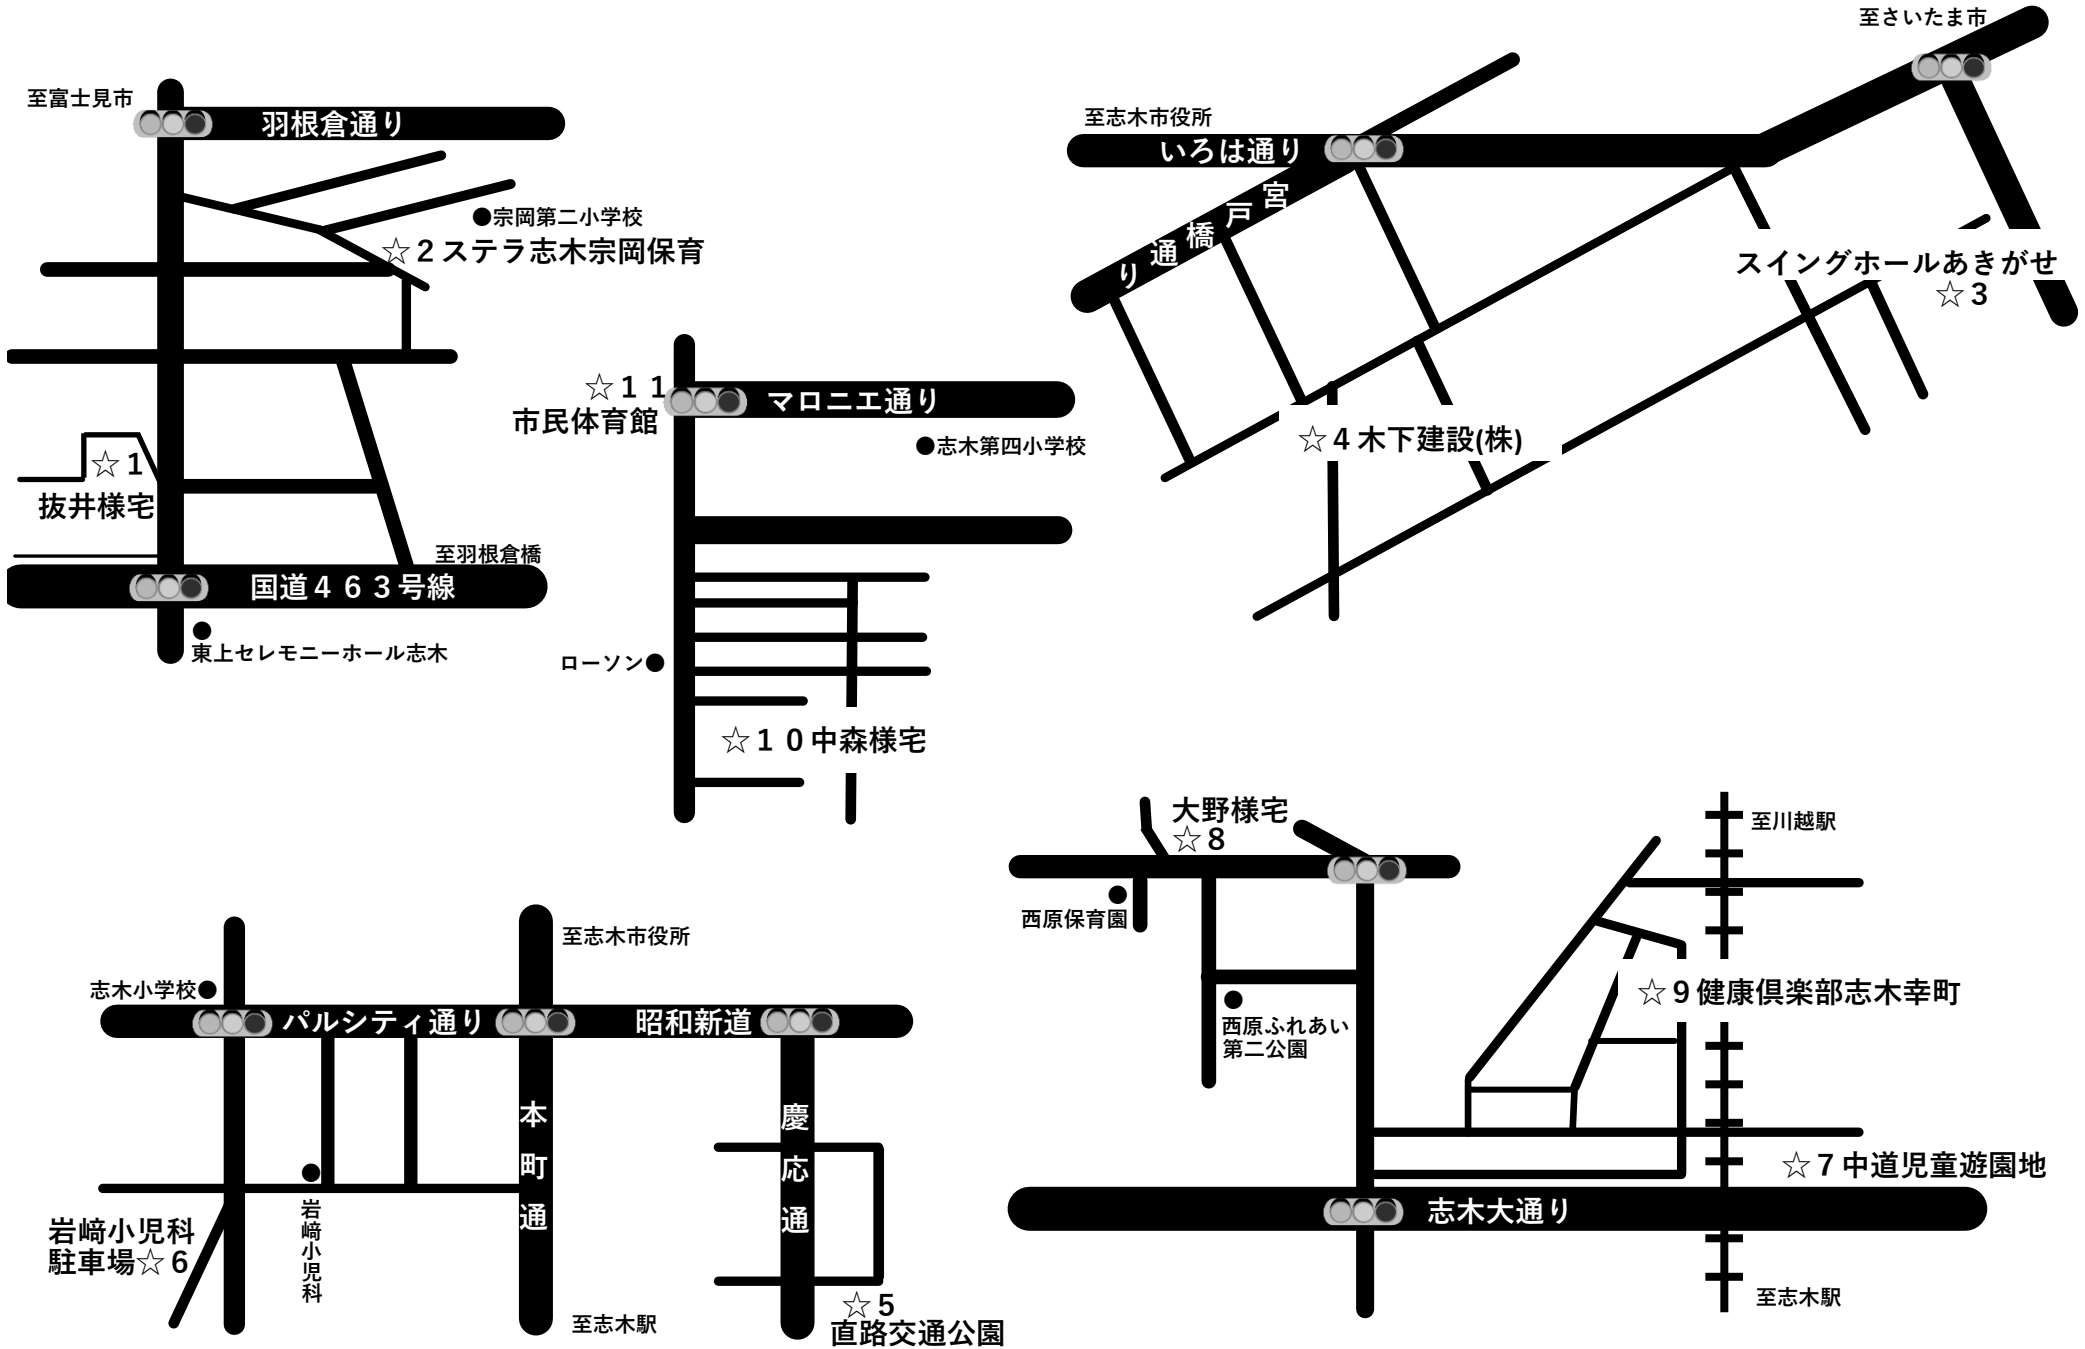 至富士見市
羽根倉通り
●宗岡第二小学校
☆２ステラ志木宗岡保育
☆１
抜井様宅
至羽根倉橋
国道４６３号線
●
東上セレモニーホール志木
☆１１
市民体育館
マロニエ通り
●志木第四小学校
ローソン●
☆１０中森様宅
至さいたま市
至志木市役所
いろは通り
宮戸橋通り
スイングホールあきがせ
☆３
☆４木下建設(株)
至志木市役所
志木小学校●
パルシティ通り
昭和新道
本町通
慶応通
●
岩﨑小児科
岩﨑小児科
駐車場☆６
至志木駅
☆５
直路交通公園
大野様宅
☆８
●
西原保育園
●
西原ふれあい
第二公園
至川越駅
☆９健康倶楽部志木幸町
☆７中道児童遊園地
志木大通り
至志木駅